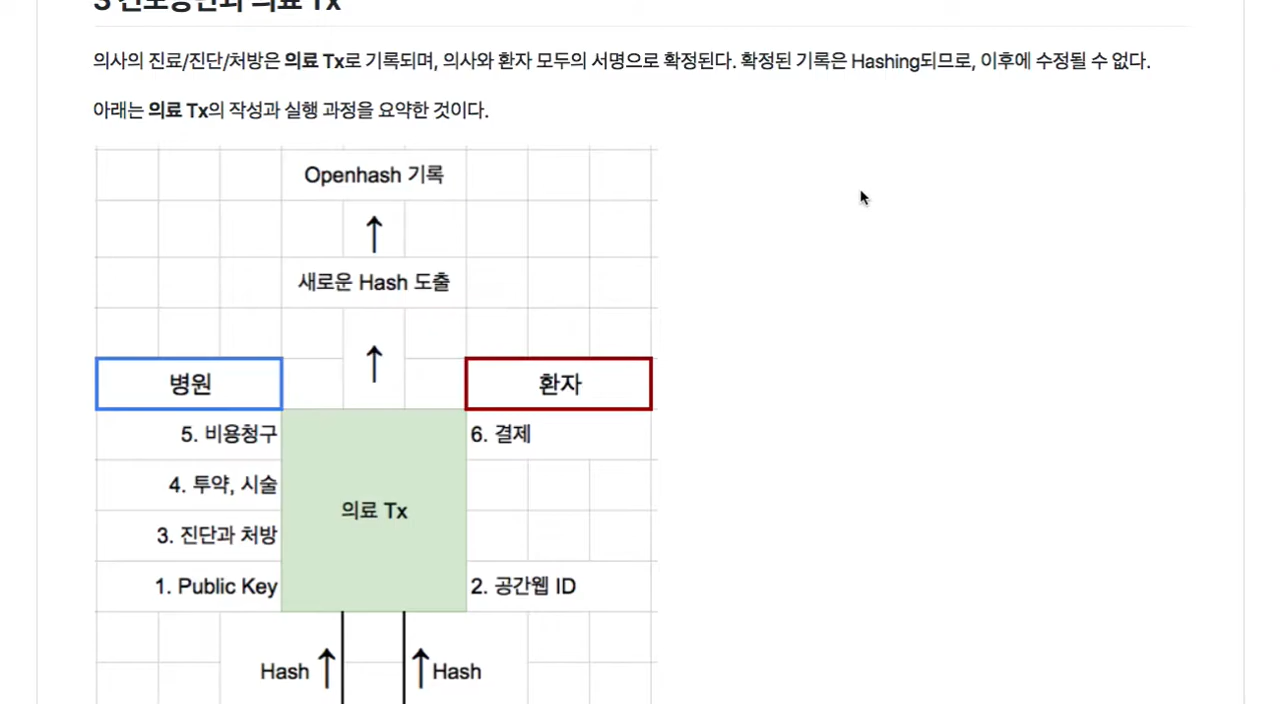 의료 Tx
의사의 진료/진단/처방은 의료 Tx로 기록되며, 의사와 환자 모두의 서명으로 확정된다. 확정된 기록은 Hashing되므로, 이후에 수정될 수 없다.
아래는 의료 Tx의 작성과 실행 과정을 요약한 것이다.
Openhash 기록
↑
새로운 Hash 도출
↑
병원
환자
5. 비용청구
6. 결제
4. 투약, 시술
의료 Tx
3. 진단과 처방
1. Public Key
2. 공간웹 ID
Hash ↑
↑ Hash